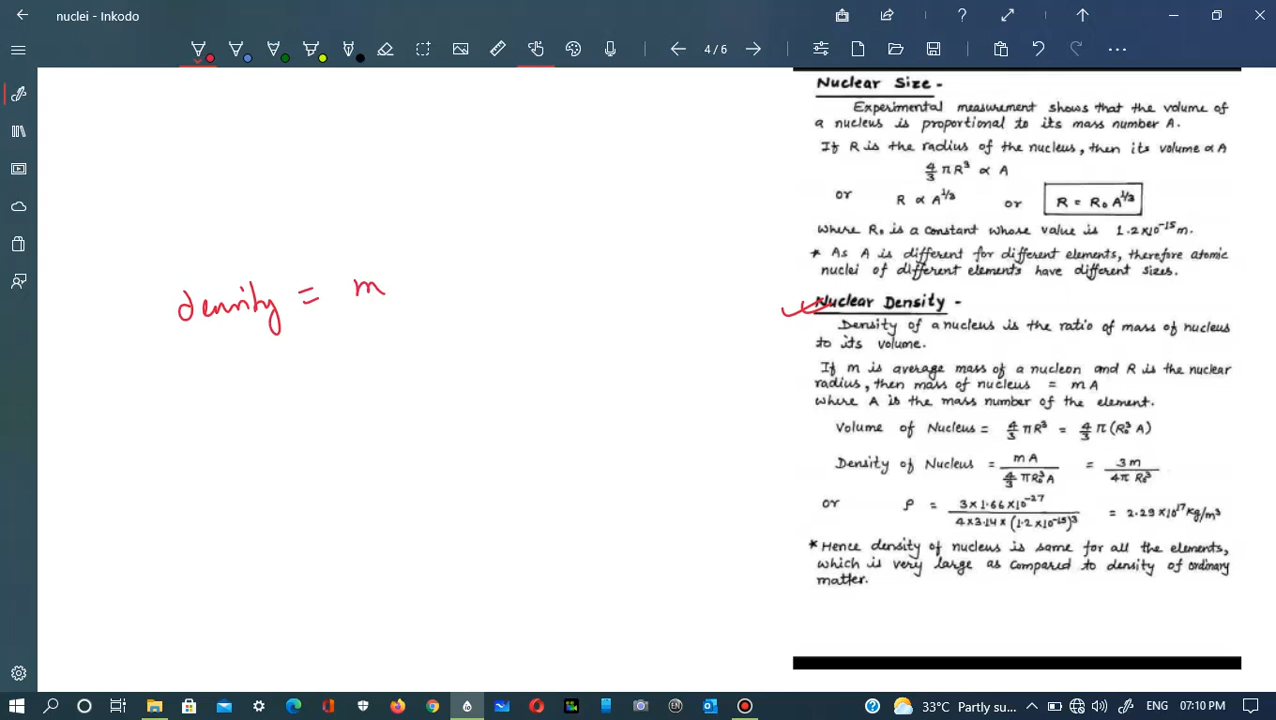 nuclei - Inkodo
4/6
density = m
Nuclear Size -
Experimental measurement shows that the volume of
a nucleus is proportional to its mass number A.
If R is the radius of the nucleus, then its volume ∝ A
4/3 πR³ ∝ A
or R ∝ A^1/3 or R = R₀ A^1/3
where R₀ is a constant whose value is 1.2×10⁻¹⁵m.
* As A is different for different elements, therefore atomic
nuclei of different elements have different sizes.
Nuclear Density -
Density of a nucleus is the ratio of mass of nucleus
to its volume.
If m is average mass of a nucleon and R is the nuclear
radius, then mass of nucleus = mA
where A is the mass number of the element.
Volume of Nucleus = 4/3 πR³ = 4/3 π(R₀³ A)
Density of Nucleus = mA / (4/3 πR₀³A) = 3m / (4π R₀³)
or ρ = 3×1.66×10⁻²⁷ / (4×3.14×(1.2×10⁻¹⁵)³) = 2.29×10¹⁷ kg/m³
* Hence density of nucleus is same for all the elements,
which is very large as compared to density of ordinary
matter.
33°C Partly su...
ENG
07:10 PM